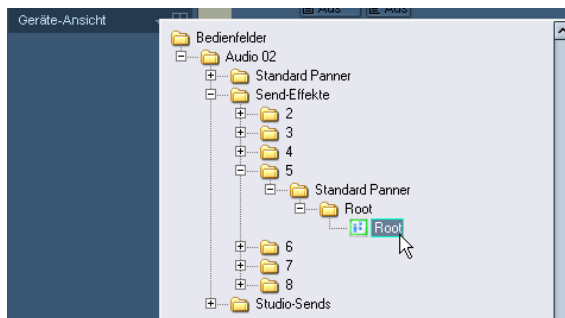 Aus Aus
Geräte-Ansicht
Bedienfelder
Audio 02
Standard Panner
Send-Effekte
2
3
4
5
Standard Panner
Root
Root
6
7
8
Studio-Sends